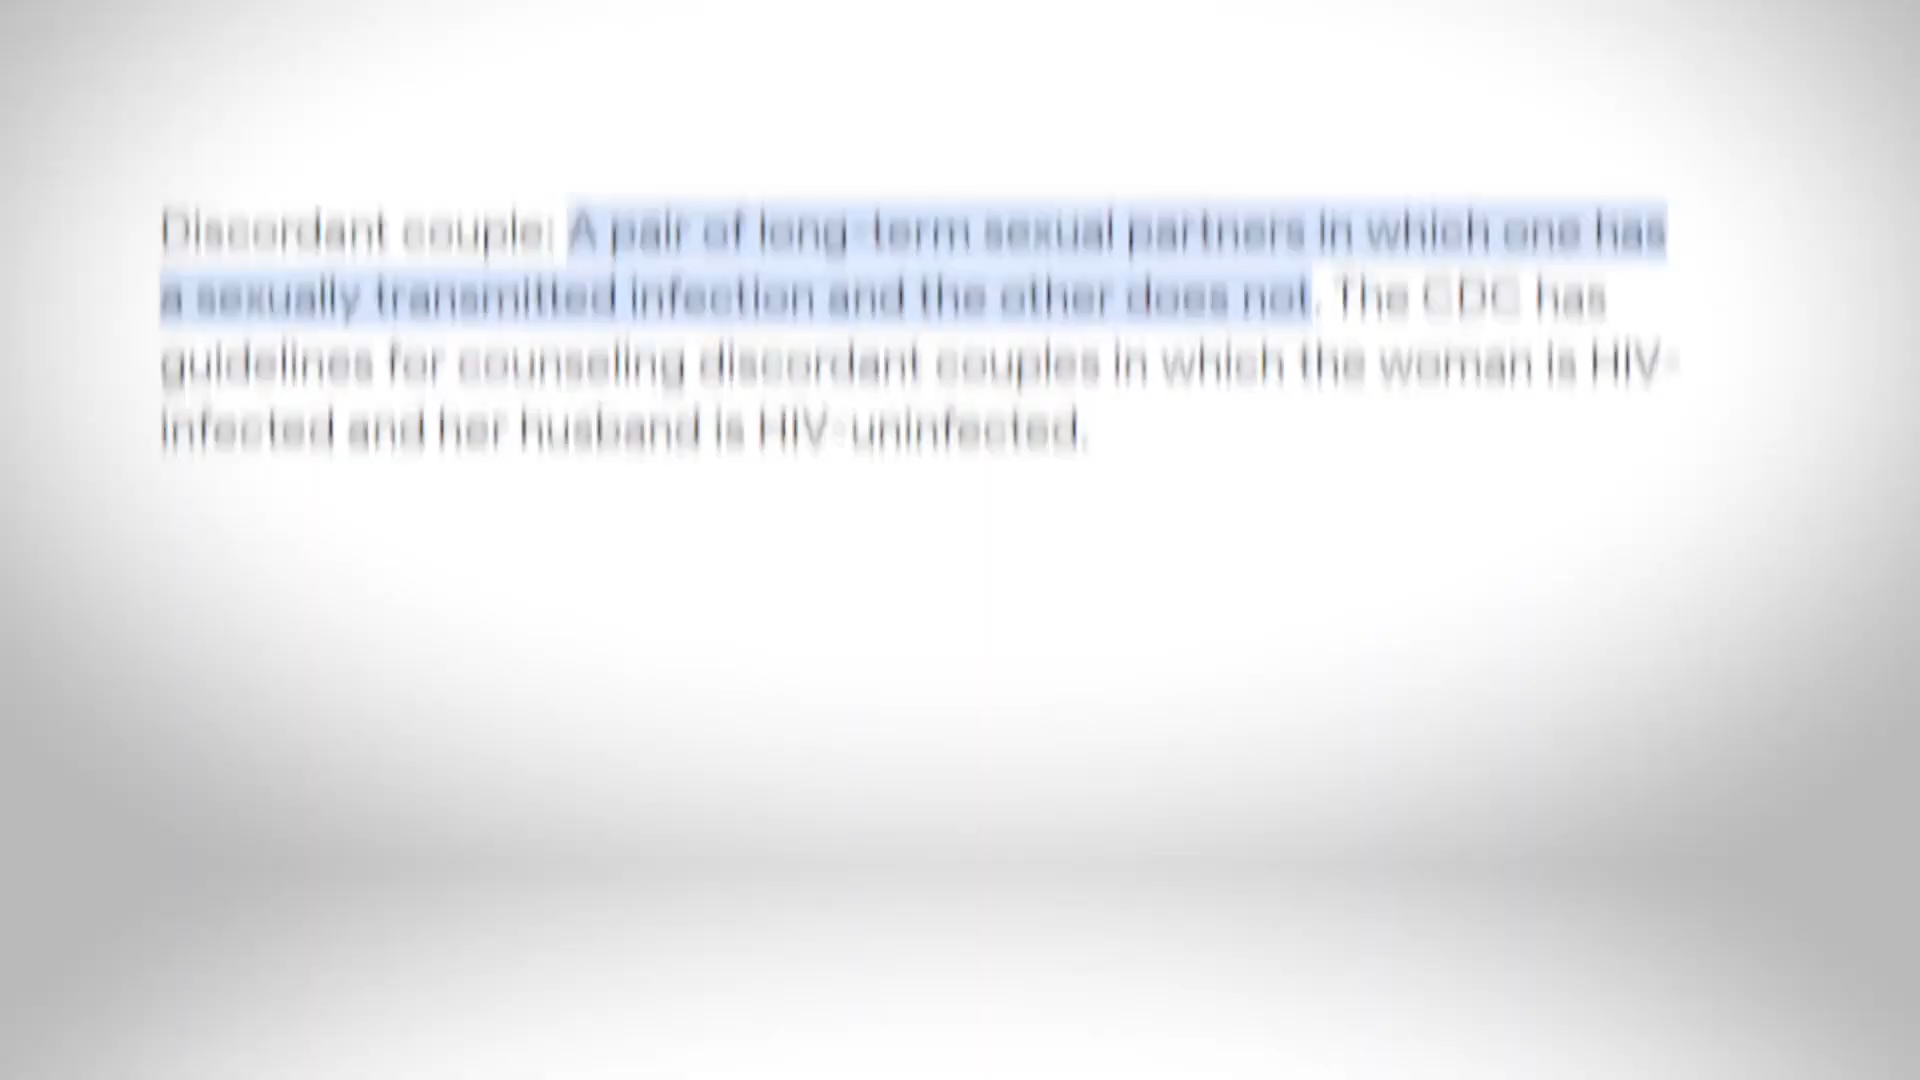 Discordant couple: A pair of long-term sexual partners in which one has
a sexually transmitted infection and the other does not. The CDC has
guidelines for counseling discordant couples in which the woman is HIV-
infected and her husband is HIV-uninfected.